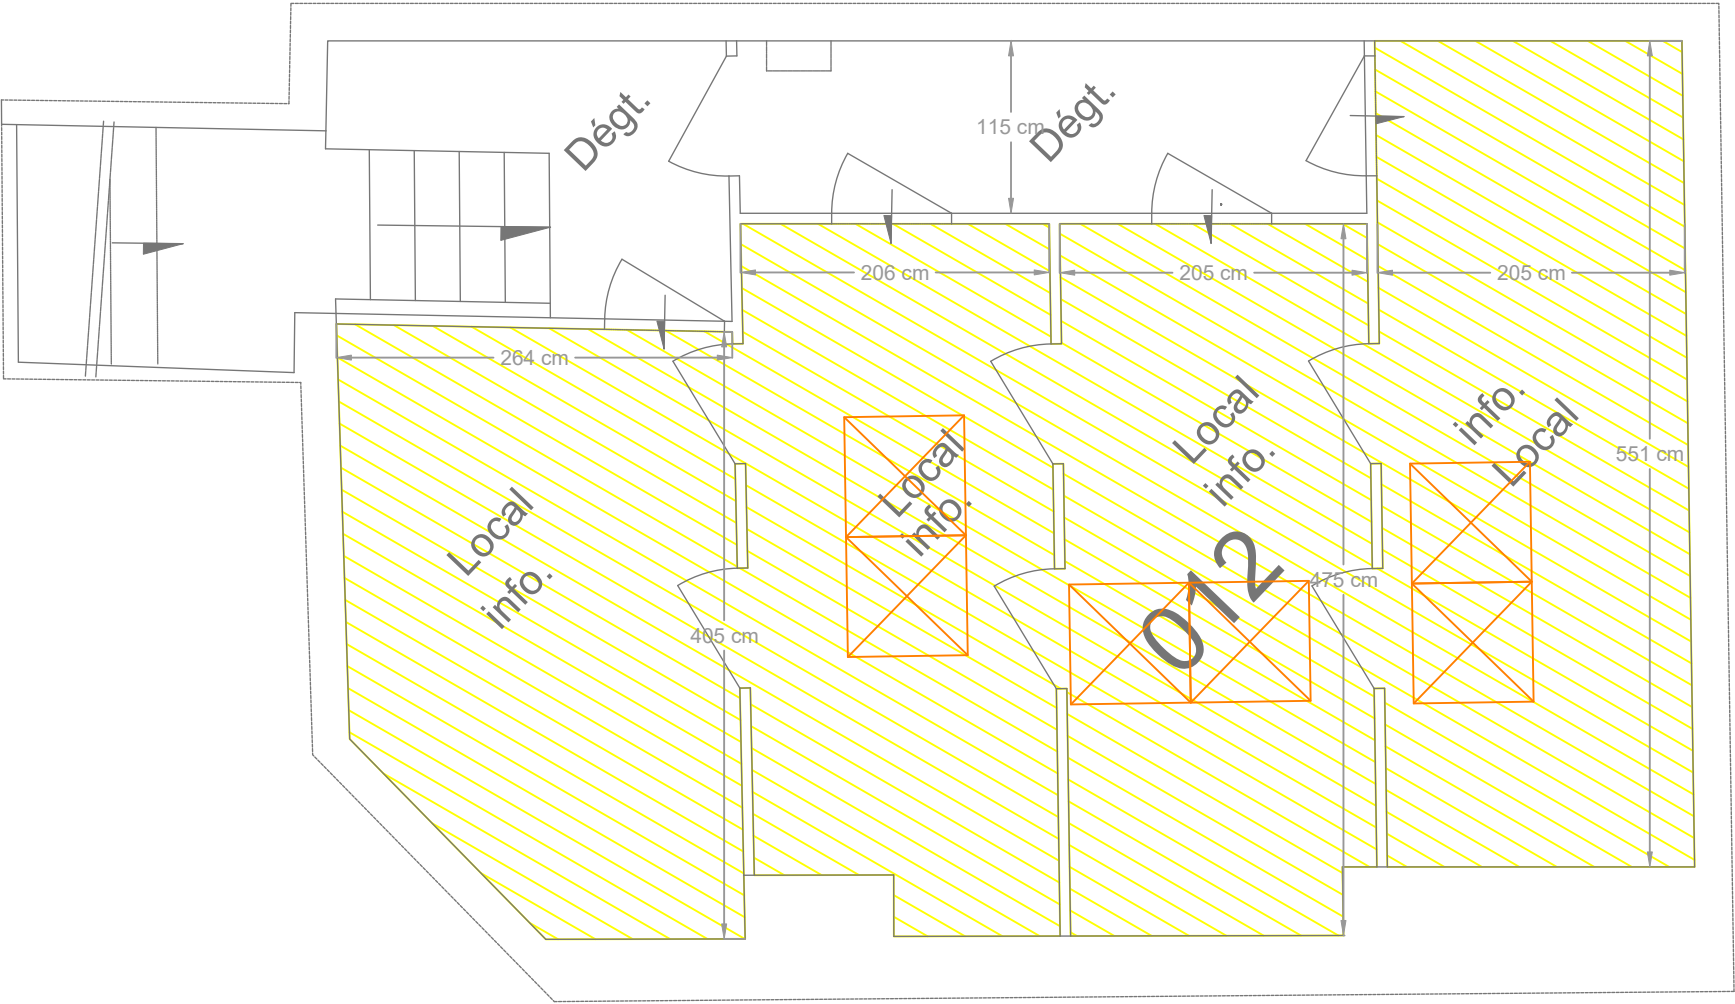 Dégt.
Dégt.
115 cm
206 cm
205 cm
205 cm
264 cm
Local
info.
Local
info.
Local
info.
info.
Local
551 cm
012
475 cm
405 cm